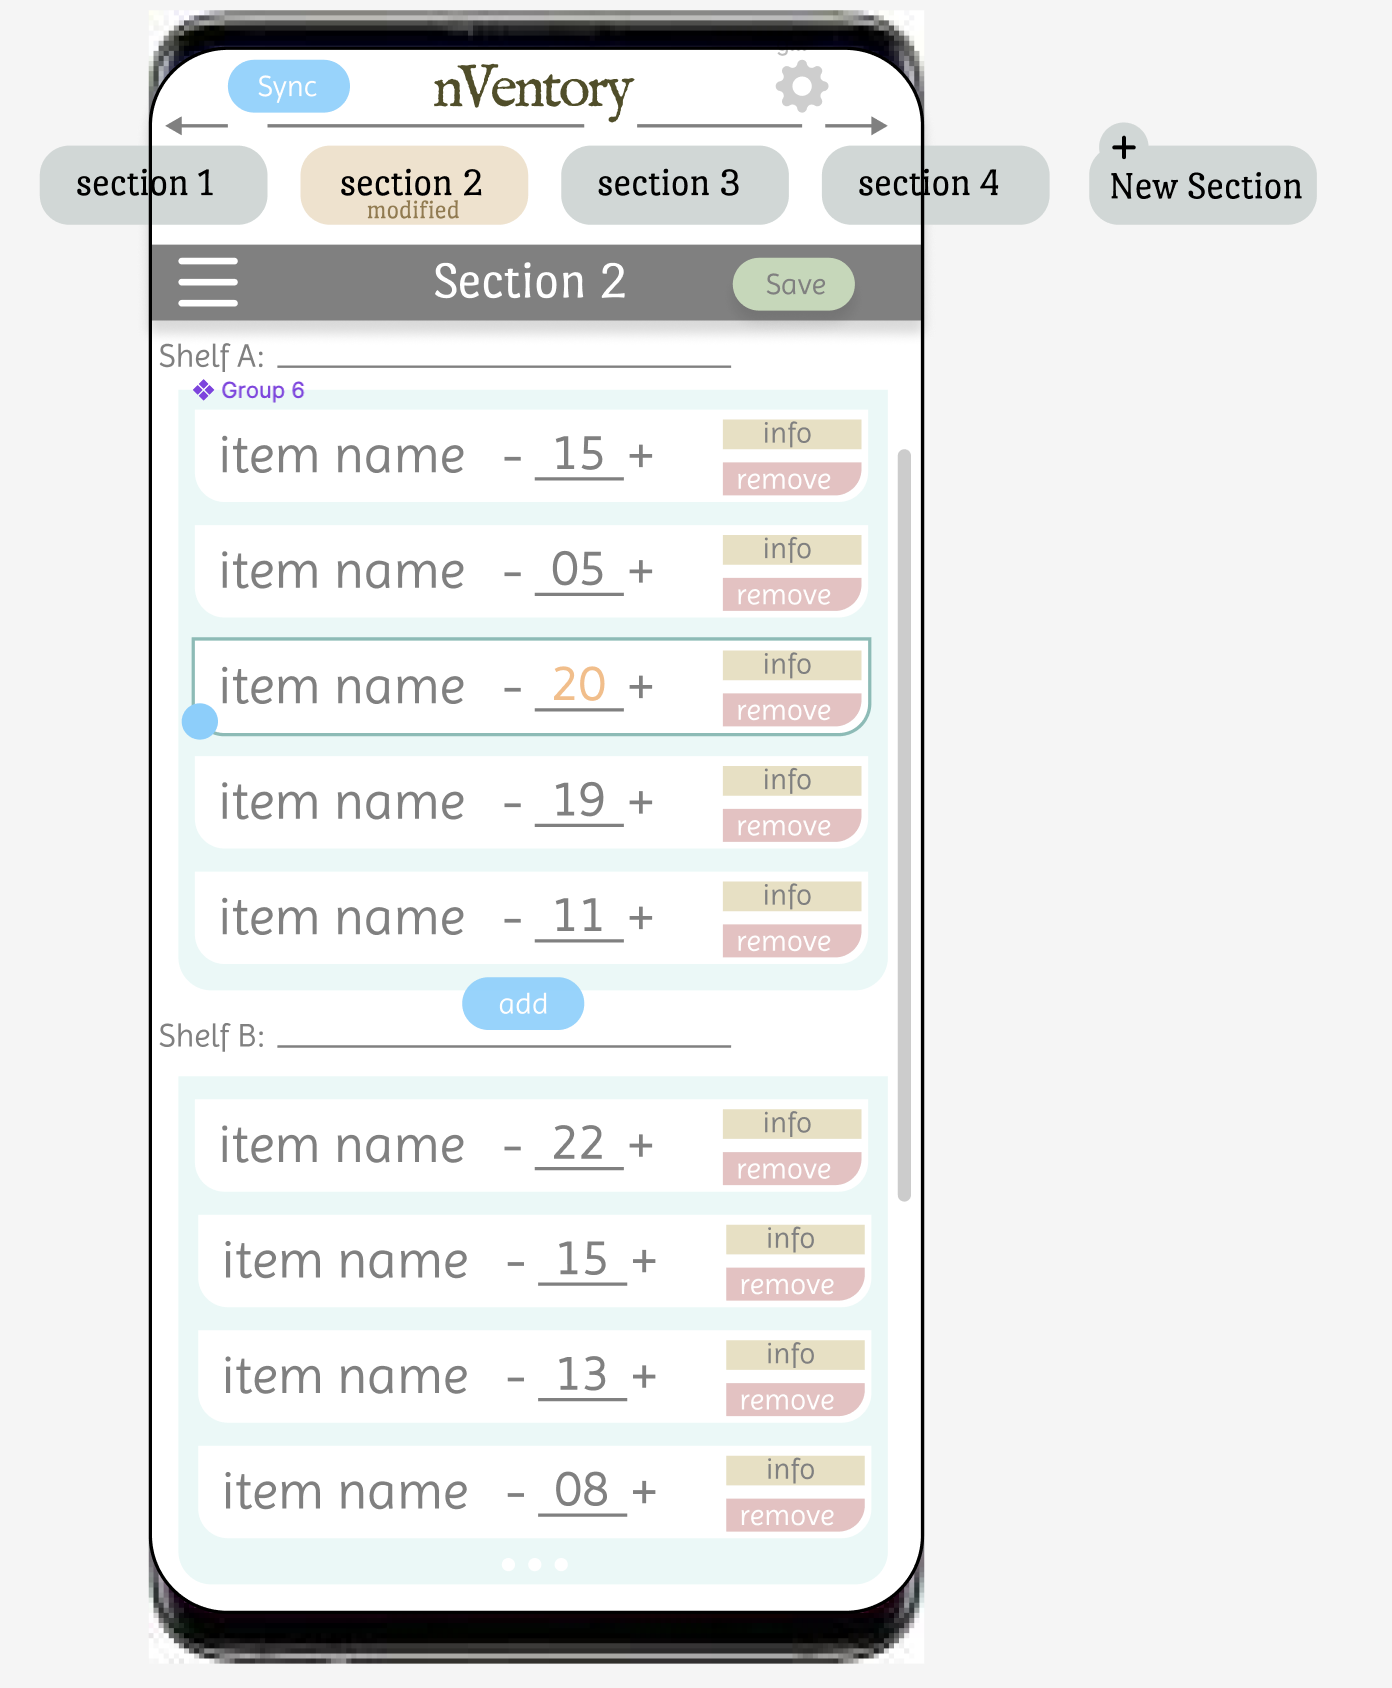 Sync
nVentory
section 1
section 2
modified
section 3
section 4
+
New Section
Section 2
Save
Shelf A:
Group 6
item name - 15 +
info
remove
item name - 05 +
info
remove
item name - 20 +
info
remove
item name - 19 +
info
remove
item name - 11 +
info
remove
add
Shelf B:
item name - 22 +
info
remove
item name - 15 +
info
remove
item name - 13 +
info
remove
item name - 08 +
info
remove